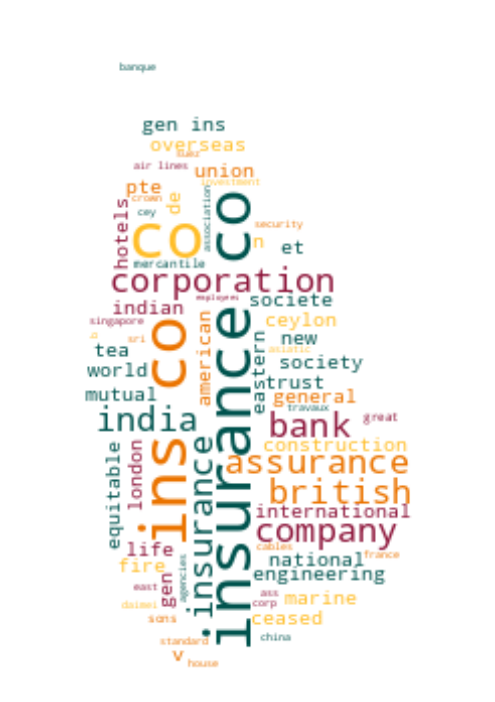 banque
gen ins
overseas
suez
air lines
union
investment
pte
crown
de
association
hotels
cey
co
insurance co
security
n
et
mercantile
corporation
employees
societe
indian
singapore
ins co
american
ceylon
o
sri
new
eastern
asiatic
tea
society
world
trust
mutual
general
travaux
india
bank
great
equitable
london
insurance
construction
assurance
british
international
company
life
cables
france
national
fire
gen
agencies
engineering
east
ass
corp
marine
daimei
sons
ceased
standard
china
v
house